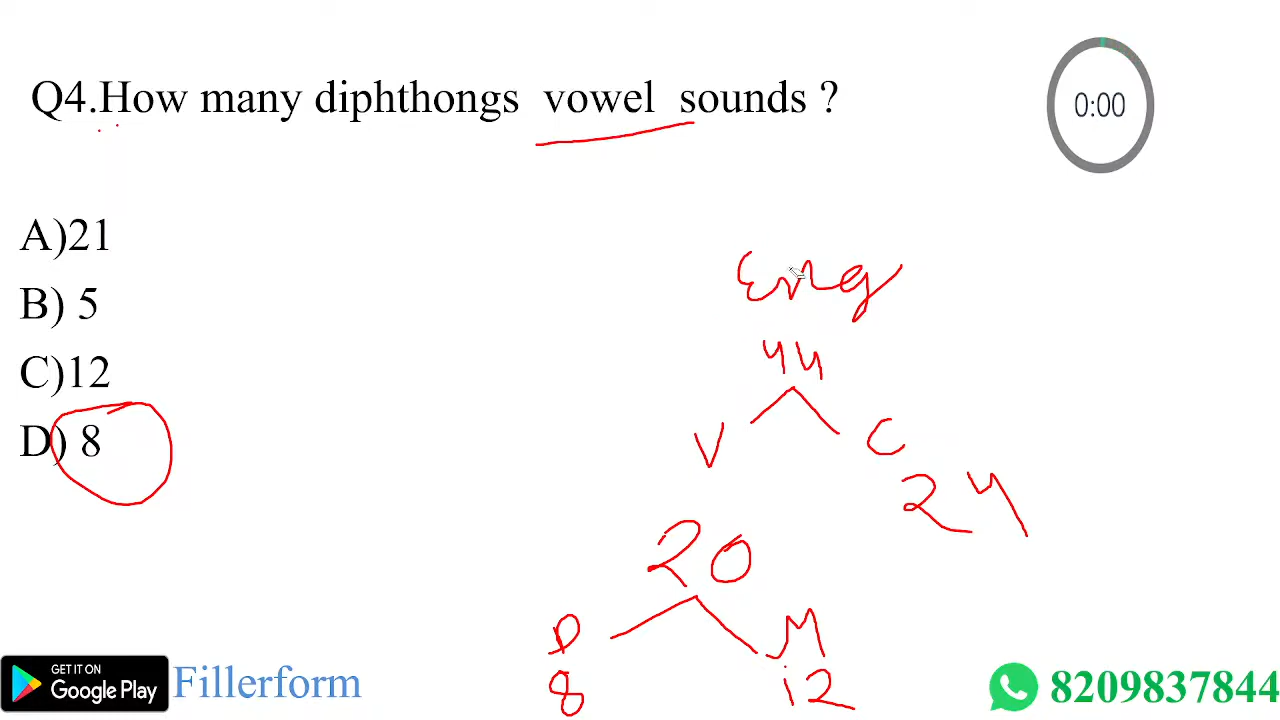 Q4.How many diphthongs vowel sounds ?
0:00
A)21
B) 5
C)12
D) 8
Eng
44
V C
24
20
D M
8 12
GET IT ON
Google Play
Fillerform
8209837844